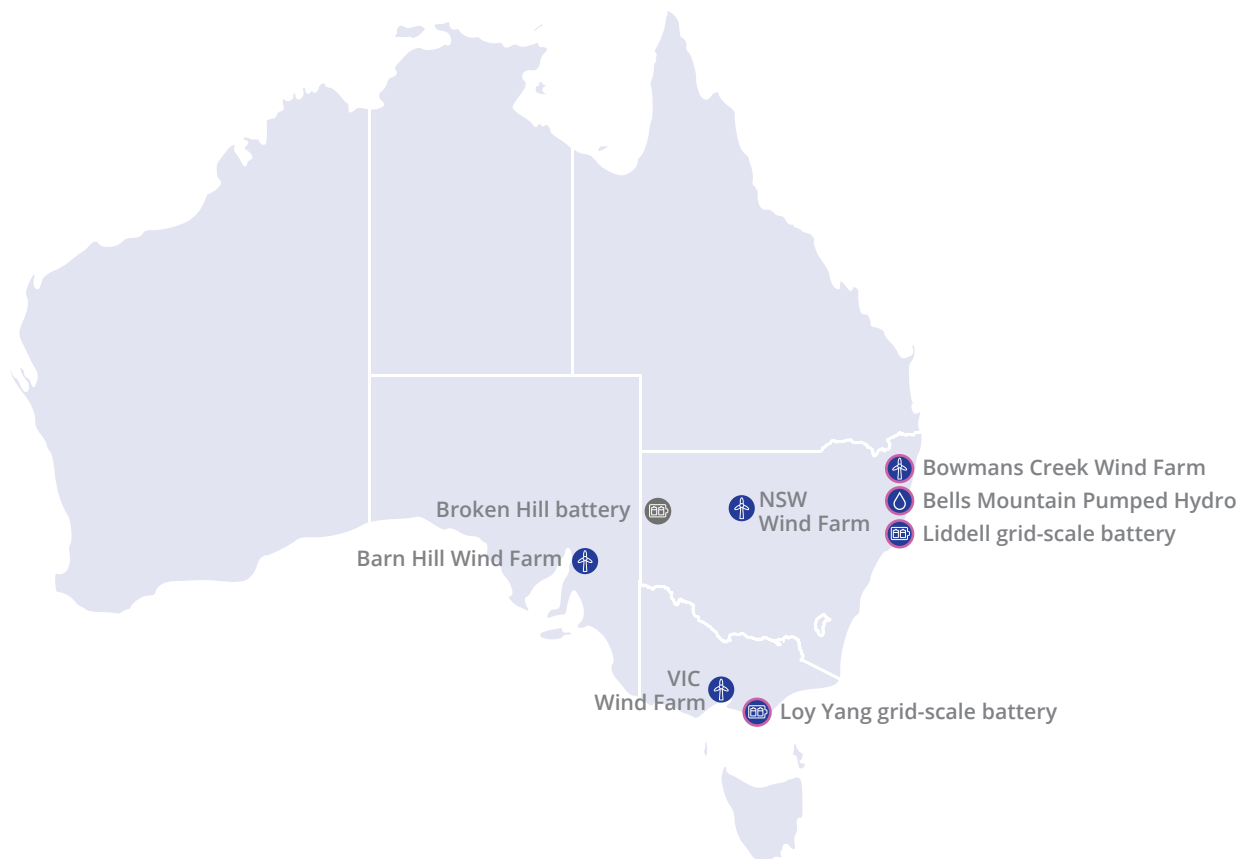 Bowmans Creek Wind Farm
Bells Mountain Pumped Hydro
Liddell grid-scale battery
NSW
Wind Farm
Broken Hill battery
Barn Hill Wind Farm
VIC
Wind Farm
Loy Yang grid-scale battery